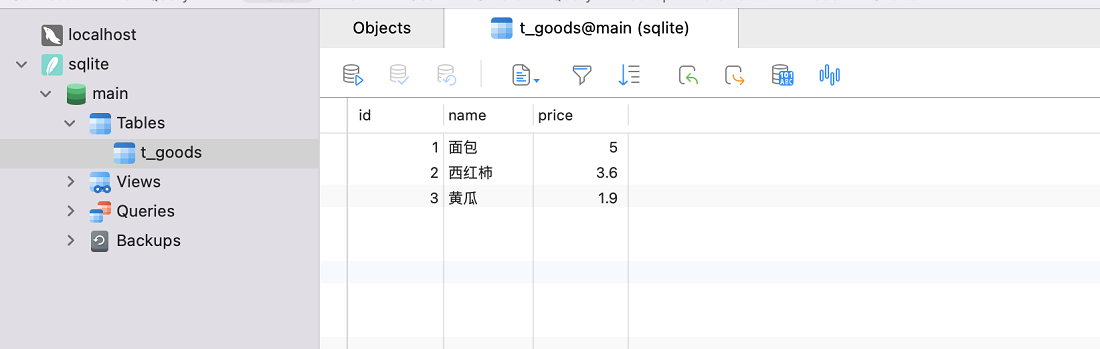 localhost
sqlite
main
Tables
t_goods
Views
Queries
Backups
Objects
t_goods@main (sqlite)
id name price
1 面包 5
2 西红柿 3.6
3 黄瓜 1.9